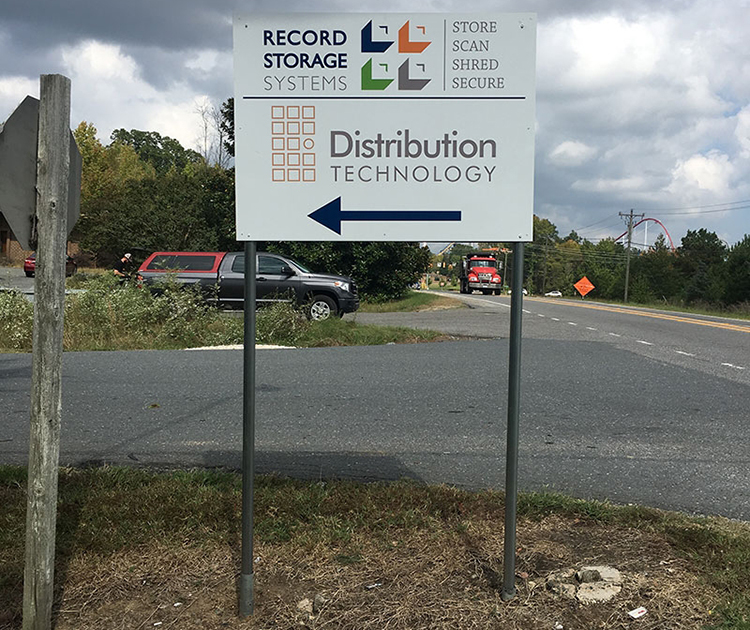 RECORD
STORAGE
SYSTEMS
STORE
SCAN
SHRED
SECURE
Distribution
TECHNOLOGY